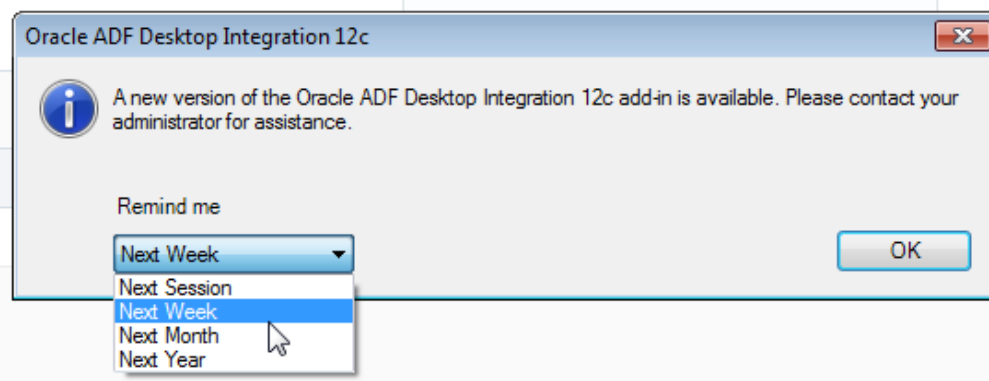 Oracle ADF Desktop Integration 12c
A new version of the Oracle ADF Desktop Integration 12c add-in is available. Please contact your
administrator for assistance.
Remind me
Next Week
OK
Next Session
Next Week
Next Month
Next Year